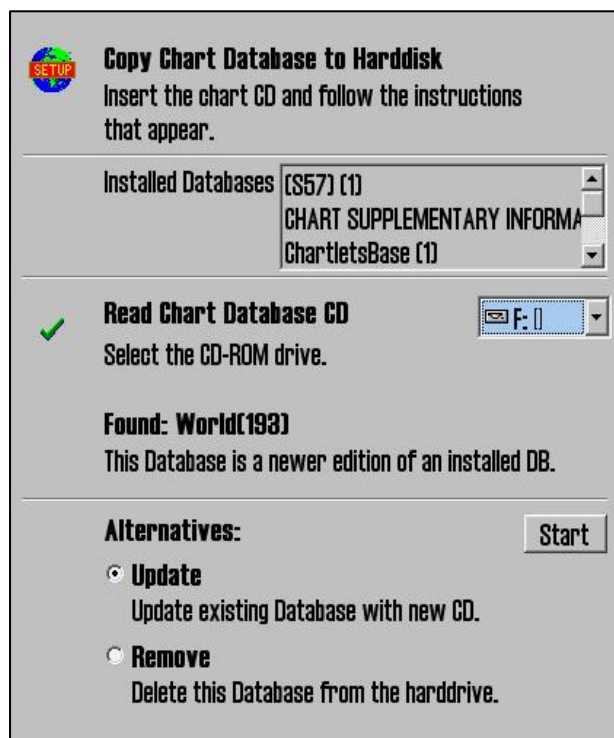 SETUP
Copy Chart Database to Harddisk
Insert the chart CD and follow the instructions
that appear.
Installed Databases
(S57) (1)
CHART SUPPLEMENTARY INFORMA
ChartletsBase (1)
Read Chart Database CD
F: []
Select the CD-ROM drive.
Found: World(193)
This Database is a newer edition of an installed DB.
Alternatives:
Start
Update
Update existing Database with new CD.
Remove
Delete this Database from the harddrive.